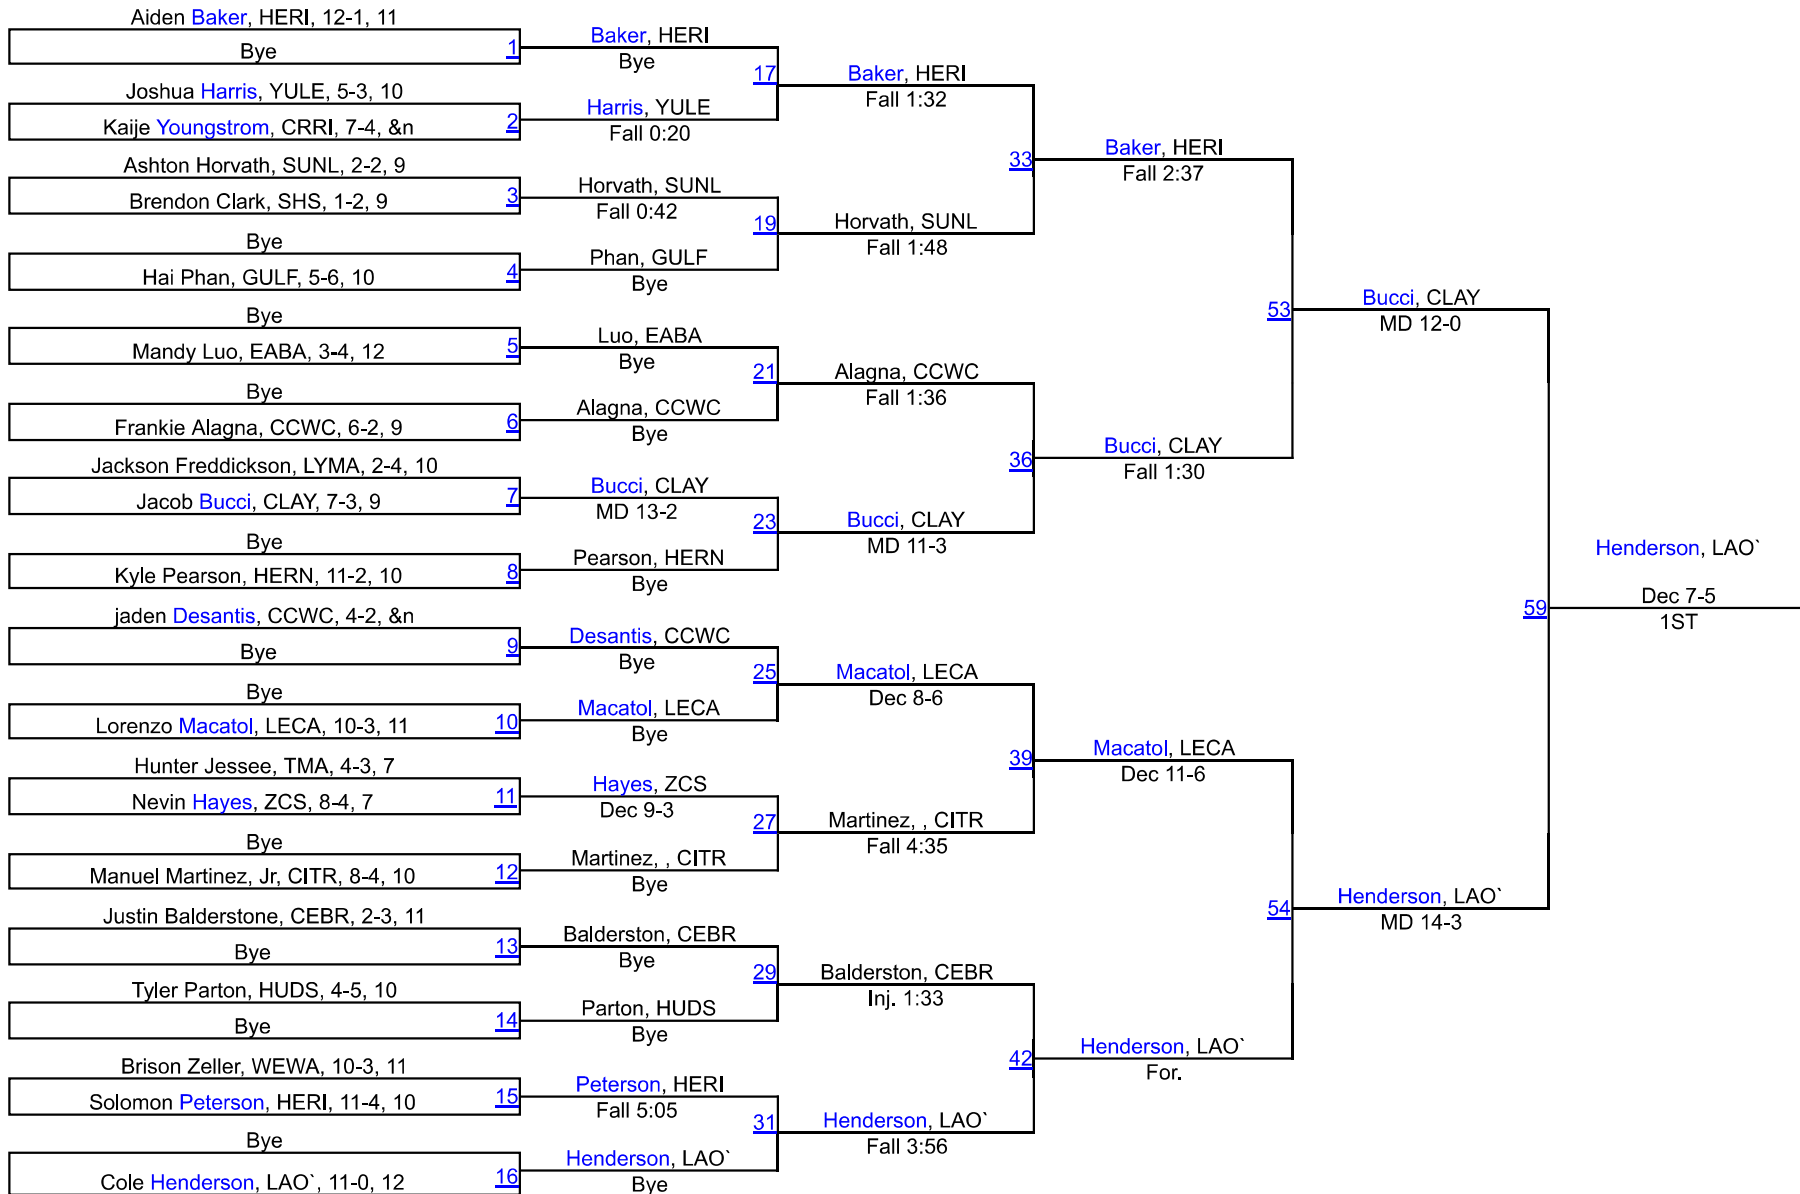 Aiden Baker, HERI, 12-1, 11
Bye
1
Joshua Harris, YULE, 5-3, 10
Kaije Youngstrom, CRRI, 7-4, &n
2
Ashton Horvath, SUNL, 2-2, 9
Brendon Clark, SHS, 1-2, 9
3
Bye
Hai Phan, GULF, 5-6, 10
4
Bye
Mandy Luo, EABA, 3-4, 12
5
Bye
Frankie Alagna, CCWC, 6-2, 9
6
Jackson Freddickson, LYMA, 2-4, 10
Jacob Bucci, CLAY, 7-3, 9
7
Bye
Kyle Pearson, HERN, 11-2, 10
8
jaden Desantis, CCWC, 4-2, &n
Bye
9
Bye
Lorenzo Macatol, LECA, 10-3, 11
10
Hunter Jessee, TMA, 4-3, 7
Nevin Hayes, ZCS, 8-4, 7
11
Bye
Manuel Martinez, Jr, CITR, 8-4, 10
12
Justin Balderstone, CEBR, 2-3, 11
Bye
13
Tyler Parton, HUDS, 4-5, 10
Bye
14
Brison Zeller, WEWA, 10-3, 11
Solomon Peterson, HERI, 11-4, 10
15
Bye
Cole Henderson, LAO`, 11-0, 12
16
Baker, HERI
Bye
17
Harris, YULE
Fall 0:20
Horvath, SUNL
Fall 0:42
19
Phan, GULF
Bye
Luo, EABA
Bye
21
Alagna, CCWC
Bye
Bucci, CLAY
MD 13-2
23
Pearson, HERN
Bye
Desantis, CCWC
Bye
25
Macatol, LECA
Bye
Hayes, ZCS
Dec 9-3
27
Martinez, , CITR
Bye
Balderston, CEBR
Bye
29
Parton, HUDS
Bye
Peterson, HERI
Fall 5:05
31
Henderson, LAO`
Bye
Baker, HERI
Fall 1:32
33
Horvath, SUNL
Fall 1:48
Alagna, CCWC
Fall 1:36
36
Bucci, CLAY
MD 11-3
Macatol, LECA
Dec 8-6
39
Martinez, , CITR
Fall 4:35
Balderston, CEBR
Inj. 1:33
42
Henderson, LAO`
Fall 3:56
Baker, HERI
Fall 2:37
53
Bucci, CLAY
Fall 1:30
Macatol, LECA
Dec 11-6
54
Henderson, LAO`
For.
Bucci, CLAY
MD 12-0
59
Henderson, LAO`
MD 14-3
Henderson, LAO`
Dec 7-5
1ST